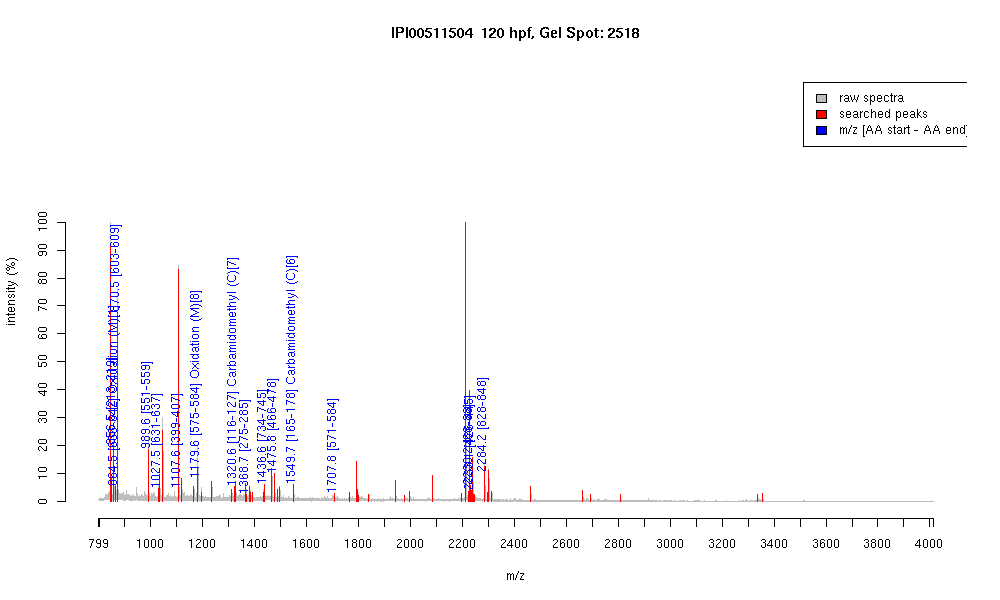 IPI00511504 120 hpf, Gel Spot: 2518
raw spectra
searched peaks
m/z [AA start - AA end]
intensity (%)
0 10 20 30 40 50 60 70 80 90 100
870.5 [603-609]
989.6 [551-559]
1027.5 [631-637]
1107.6 [399-407]
1179.6 [575-584] Oxidation (M)[8]
1320.6 [116-127] Carbamidomethyl (C)[7]
1368.7 [275-285]
1436.6 [734-745]
1475.8 [466-478]
1549.7 [165-178] Carbamidomethyl (C)[6]
1707.8 [571-584]
2284.2 [828-848]
799 1000 1200 1400 1600 1800 2000 2200 2400 2600 2800 3000 3200 3400 3600 3800 4000
m/z